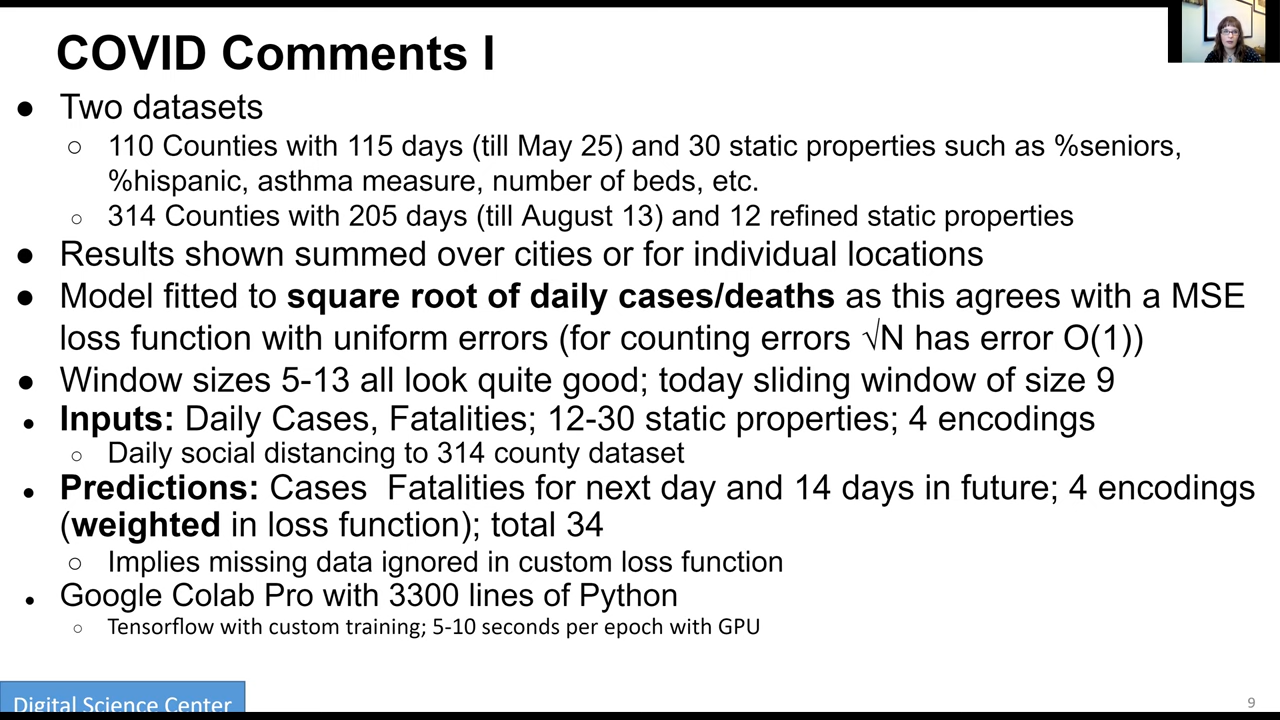 COVID Comments I
● Two datasets
○ 110 Counties with 115 days (till May 25) and 30 static properties such as %seniors,
%hispanic, asthma measure, number of beds, etc.
○ 314 Counties with 205 days (till August 13) and 12 refined static properties
● Results shown summed over cities or for individual locations
● Model fitted to square root of daily cases/deaths as this agrees with a MSE
loss function with uniform errors (for counting errors √N has error O(1))
● Window sizes 5-13 all look quite good; today sliding window of size 9
● Inputs: Daily Cases, Fatalities; 12-30 static properties; 4 encodings
○ Daily social distancing to 314 county dataset
● Predictions: Cases  Fatalities for next day and 14 days in future; 4 encodings
(weighted in loss function); total 34
○ Implies missing data ignored in custom loss function
● Google Colab Pro with 3300 lines of Python
○ Tensorflow with custom training; 5-10 seconds per epoch with GPU
Digital Science Center
9